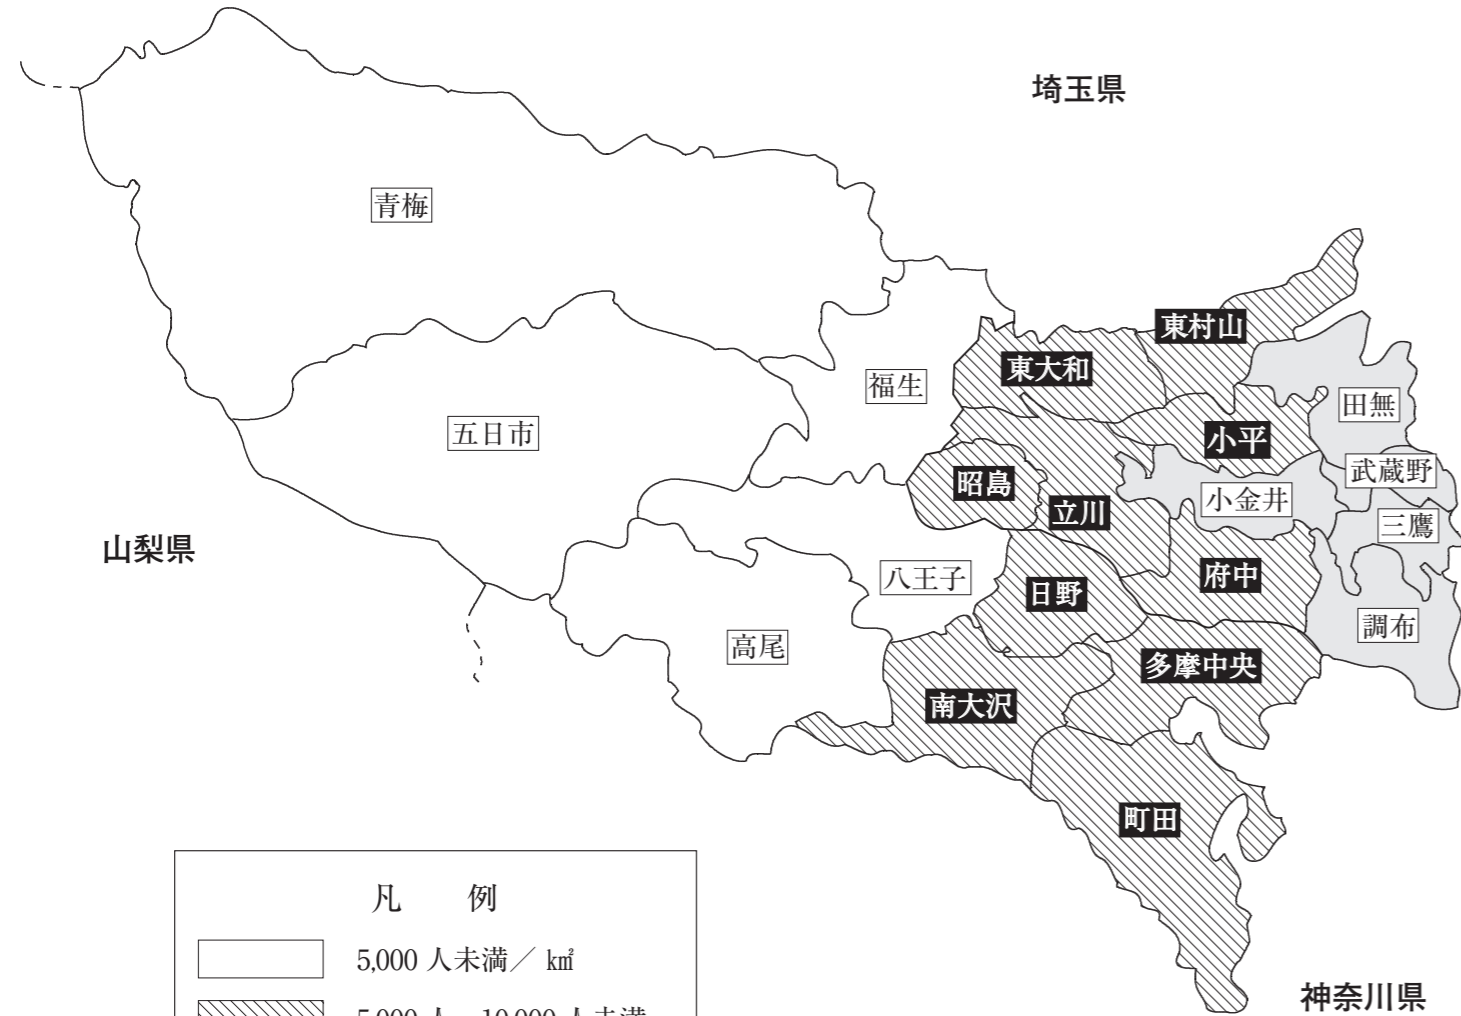 埼玉県
青梅
東村山
東大和
福生
田無
五日市
小平
武蔵野
昭島
小金井
立川
三鷹
山梨県
八王子
府中
日野
調布
高尾
多摩中央
南大沢
町田
凡 例
5,000 人未満／ ㎢
神奈川県